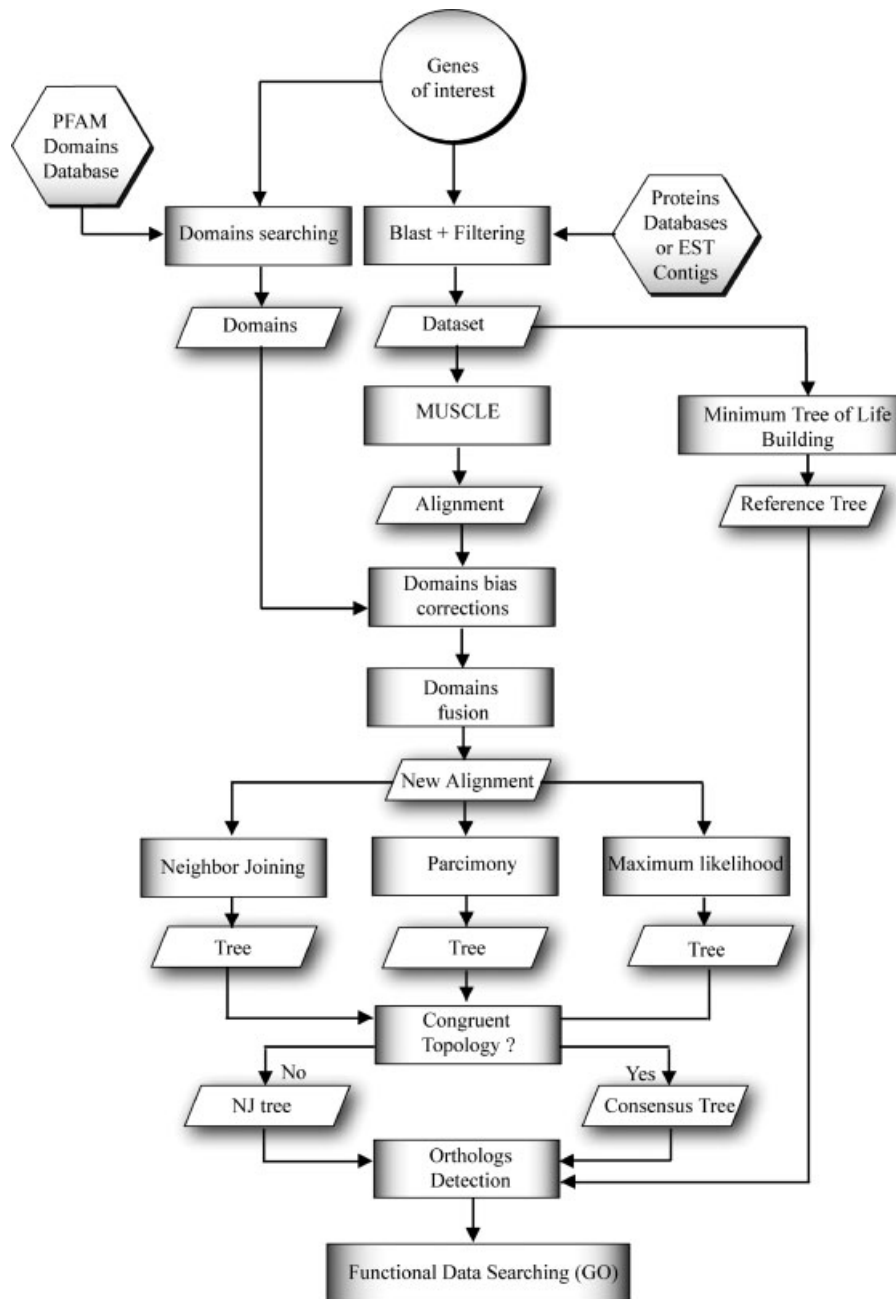 Genes
of interest
PFAM
Domains
Database
Proteins
Databases
or EST
Contigs
Domains searching
Blast + Filtering
Domains
Dataset
MUSCLE
Minimum Tree of Life
Building
Alignment
Reference Tree
Domains bias
corrections
Domains
fusion
New Alignment
Neighbor Joining
Parcimony
Maximum likelihood
Tree
Tree
Tree
Congruent
Topology ?
No
Yes
NJ tree
Consensus Tree
Orthologs
Detection
Functional Data Searching (GO)